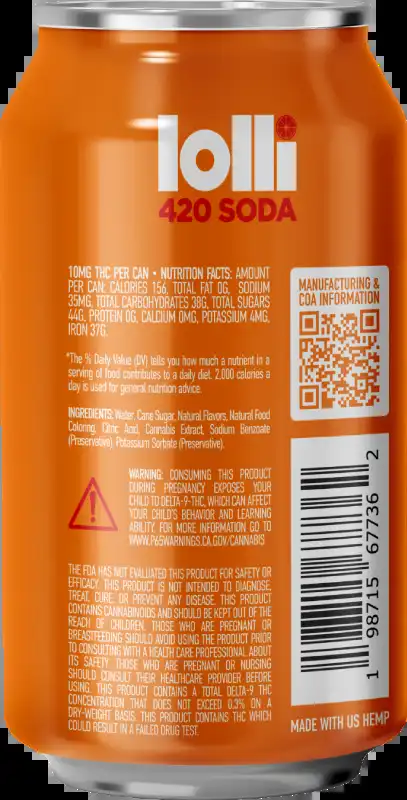 lolli
420 SODA
10MG THC PER CAN • NUTRITION FACTS: AMOUNT
PER CAN: CALORIES 156, TOTAL FAT 0G, SODIUM
35MG, TOTAL CARBOHYDRATES 38G, TOTAL SUGARS
44G, PROTEIN 0G, CALCIUM 0MG, POTASSIUM 4MG,
IRON 37G.
*The % Daily Value (DV) tells you how much a nutrient in a
serving of food contributes to a daily diet. 2,000 calories a
day is used for general nutrition advice.
INGREDIENTS: Water, Cane Sugar, Natural Flavors, Natural Food
Coloring, Citric Acid, Cannabis Extract, Sodium Benzoate
(Preservative), Potassium Sorbate (Preservative).
WARNING: CONSUMING THIS PRODUCT
DURING PREGNANCY EXPOSES YOUR
CHILD TO DELTA-9-THC, WHICH CAN AFFECT
YOUR CHILD'S BEHAVIOR AND LEARNING
ABILITY. FOR MORE INFORMATION GO TO
WWW.P65WARNINGS.CA.GOV/CANNABIS
THE FDA HAS NOT EVALUATED THIS PRODUCT FOR SAFETY OR
EFFICACY. THIS PRODUCT IS NOT INTENDED TO DIAGNOSE,
TREAT, CURE, OR PREVENT ANY DISEASE. THIS PRODUCT
CONTAINS CANNABINOIDS AND SHOULD BE KEPT OUT OF THE
REACH OF CHILDREN. THOSE WHO ARE PREGNANT OR
BREASTFEEDING SHOULD AVOID USING THE PRODUCT PRIOR
TO CONSULTING WITH A HEALTH CARE PROFESSIONAL ABOUT
ITS SAFETY. THOSE WHO ARE PREGNANT OR NURSING
SHOULD CONSULT THEIR HEALTHCARE PROVIDER BEFORE
USING. THIS PRODUCT CONTAINS A TOTAL DELTA-9 THC
CONCENTRATION THAT DOES NOT EXCEED 0.3% ON A
DRY-WEIGHT BASIS. THIS PRODUCT CONTAINS THC WHICH
COULD RESULT IN A FAILED DRUG TEST.
MANUFACTURING &
COA INFORMATION
1 98715 67736 2
MADE WITH US HEMP